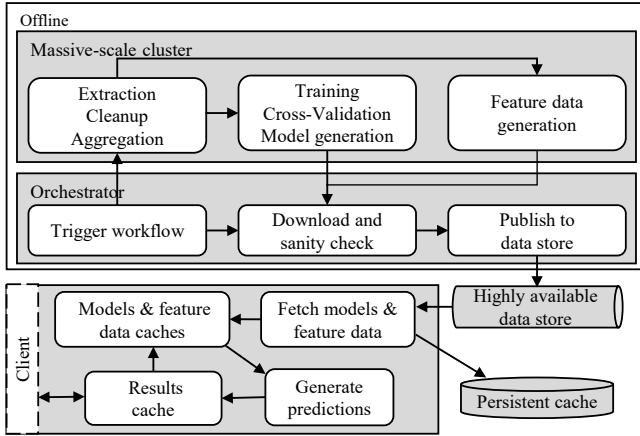 Offline
Massive-scale cluster
Extraction
Cleanup
Aggregation
Training
Cross-Validation
Model generation
Feature data
generation
Orchestrator
Trigger workflow
Download and
sanity check
Publish to
data store
Client
Models & feature
data caches
Fetch models &
feature data
Highly available
data store
Results
cache
Generate
predictions
Persistent cache